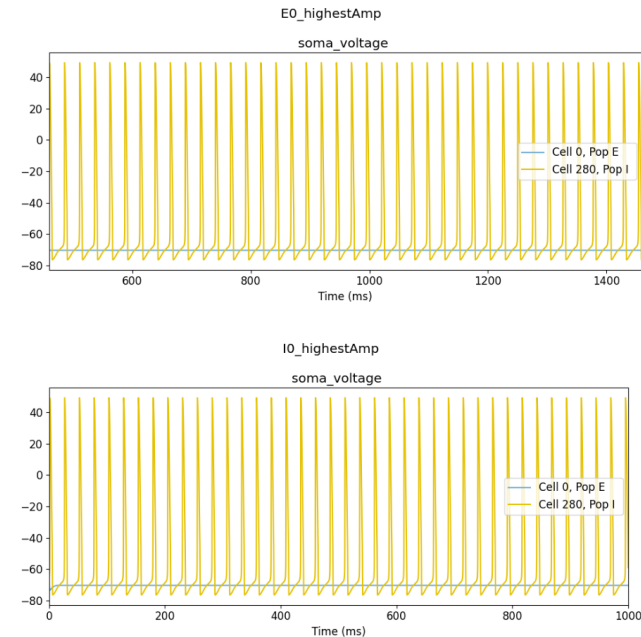 E0_highestAmp
soma_voltage
40
20
0
−20
−40
−60
−80
Cell 0, Pop E
Cell 280, Pop I
600 800 1000 1200 1400
Time (ms)
I0_highestAmp
soma_voltage
40
20
0
−20
−40
−60
−80
Cell 0, Pop E
Cell 280, Pop I
0 200 400 600 800 1000
Time (ms)